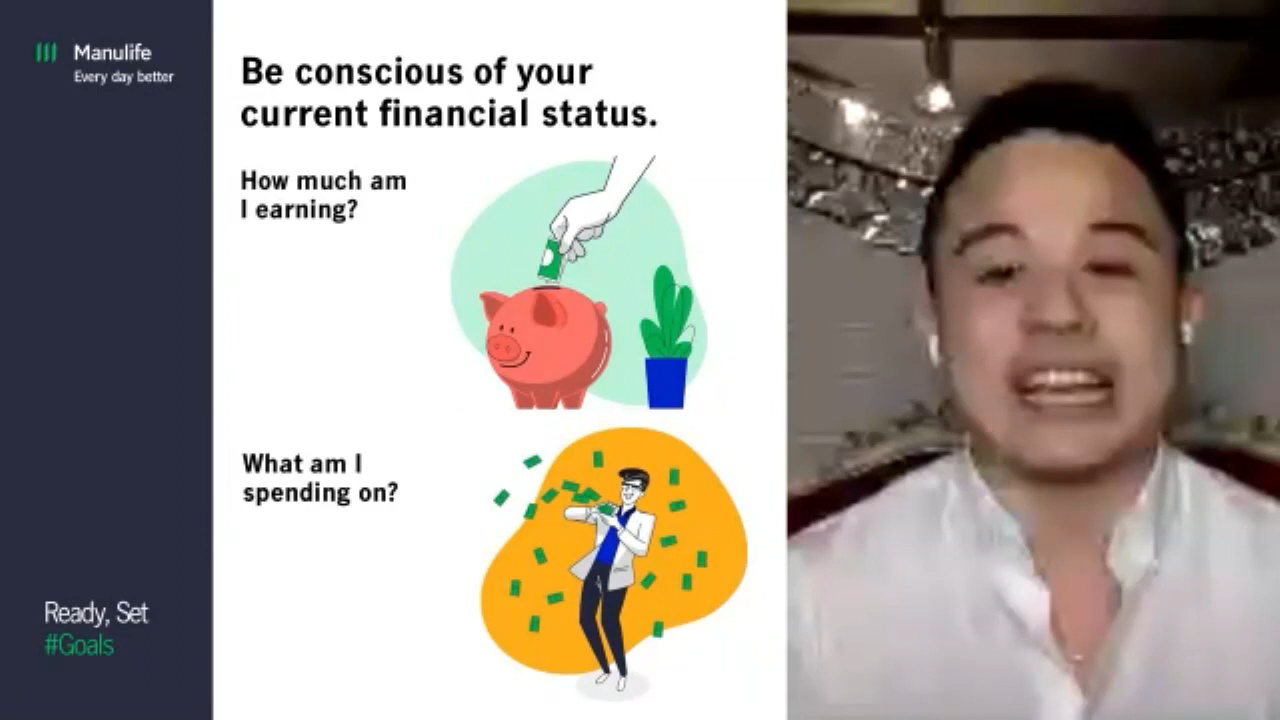 Manulife
Every day better
Be conscious of your
current financial status.
How much am
I earning?
What am I
spending on?
Ready, Set
#Goals